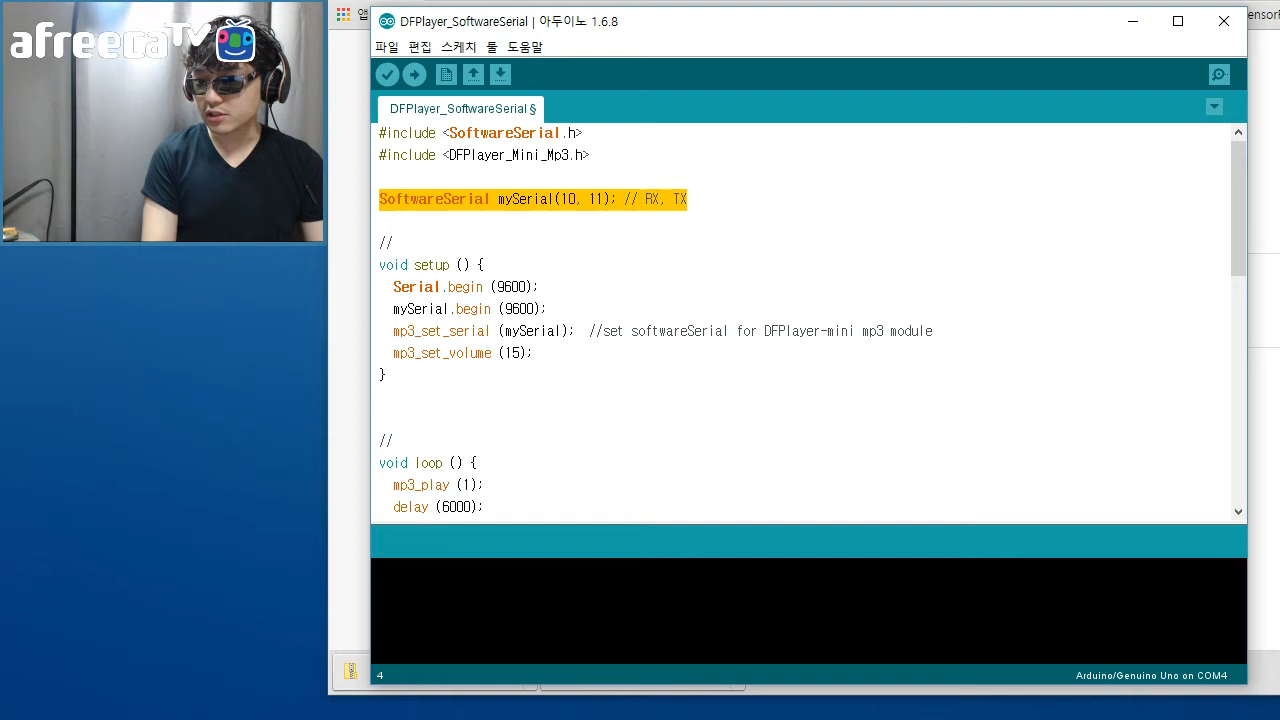 afreecaTV
앱
ensori
DFPlayer_SoftwareSerial | 아두이노 1.6.8
파일 편집 스케치 툴 도움말
DFPlayer_SoftwareSerial §
#include <SoftwareSerial.h>
#include <DFPlayer_Mini_Mp3.h>
SoftwareSerial mySerial(10, 11); // RX, TX
//
void setup () {
Serial.begin (9600);
mySerial.begin (9600);
mp3_set_serial (mySerial); //set softwareSerial for DFPlayer-mini mp3 module
mp3_set_volume (15);
}
//
void loop () {
mp3_play (1);
delay (6000);
4
Arduino/Genuino Uno on COM4